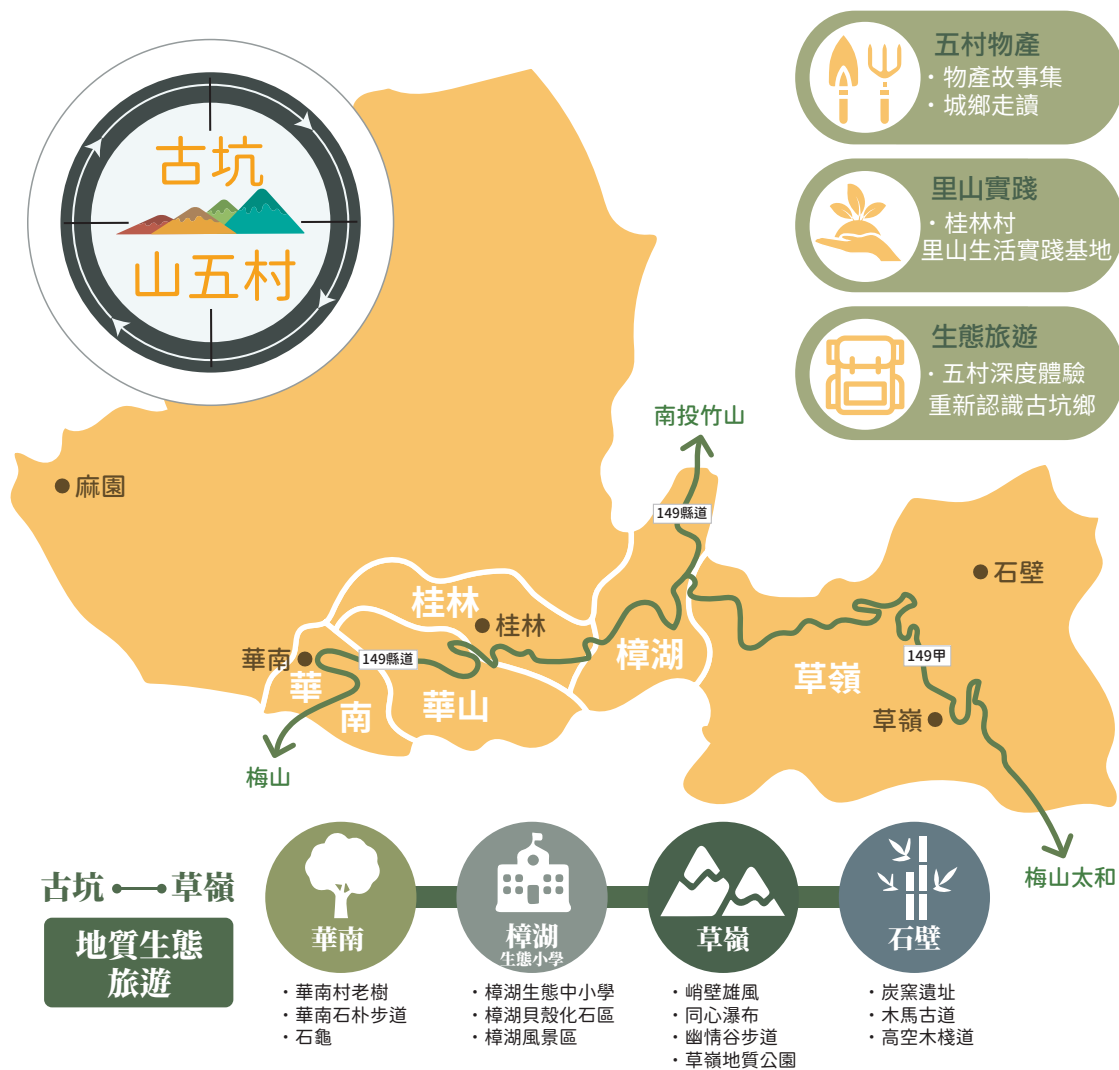 古坑
山五村
五村物產
・物產故事集
・城鄉走讀
里山實踐
・桂林村
里山生活實踐基地
生態旅遊
・五村深度體驗
重新認識古坑鄉
南投竹山
149縣道
麻園
石壁
桂林
桂林
華南
149縣道
樟湖
149甲
草嶺
華
南
華山
草嶺
梅山
梅山太和
古坑 草嶺
地質生態
旅遊
華南
・華南村老樹
・華南石朴步道
・石龜
樟湖
生態小學
・樟湖生態中小學
・樟湖貝殼化石區
・樟湖風景區
草嶺
・峭壁雄風
・同心瀑布
・幽情谷步道
・草嶺地質公園
石壁
・炭窯遺址
・木馬古道
・高空木棧道